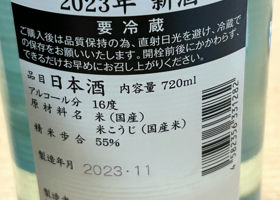 2023年 新酒
要冷蔵
ご購入後は品質保持の為、直射日光を避け、冷蔵で
の保存をお願いいたします。開栓前後にかかわらず、
できるだけお早めにお召し上がりください。
品目 日本酒 内容量 720ml
アルコール分 16度
原材料名 米(国産)
米こうじ(国産米)
精米歩合 55%
製造年月 2023.11
製造者